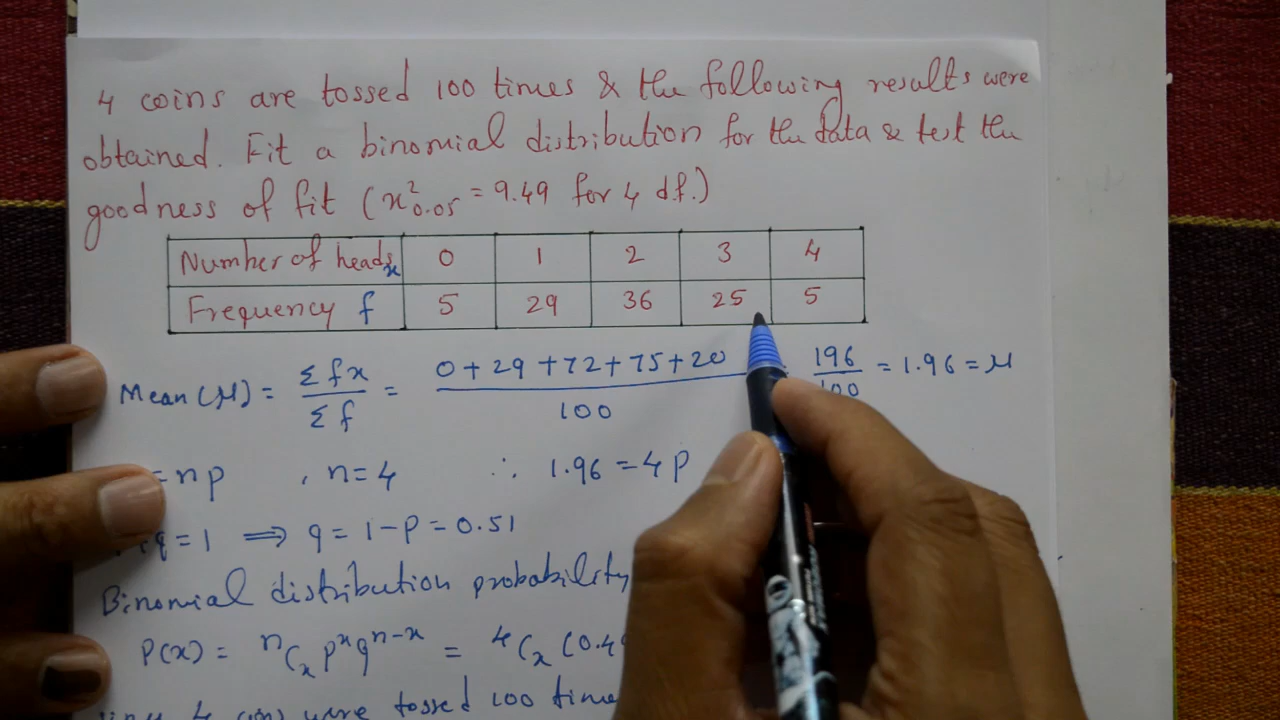 4 coins are tossed 100 times & the following results were
obtained. Fit a binomial distribution for the data & test the
goodness of fit (x²0.05 = 9.49 for 4 d.f.)
Number of heads x 0 1 2 3 4
Frequency f 5 29 36 25 5
Mean (μ) = Σfx / Σf = 0+29+72+75+20 / 100 196/100 = 1.96 = μ
= np , n=4 ∴ 1.96 = 4p
q = 1 ⟹ q = 1-p = 0.51
Binomial distribution probability
P(x) = ⁿCₓ pˣ qⁿ⁻ˣ = ⁴Cₓ (0.4
4 coins were tossed 100